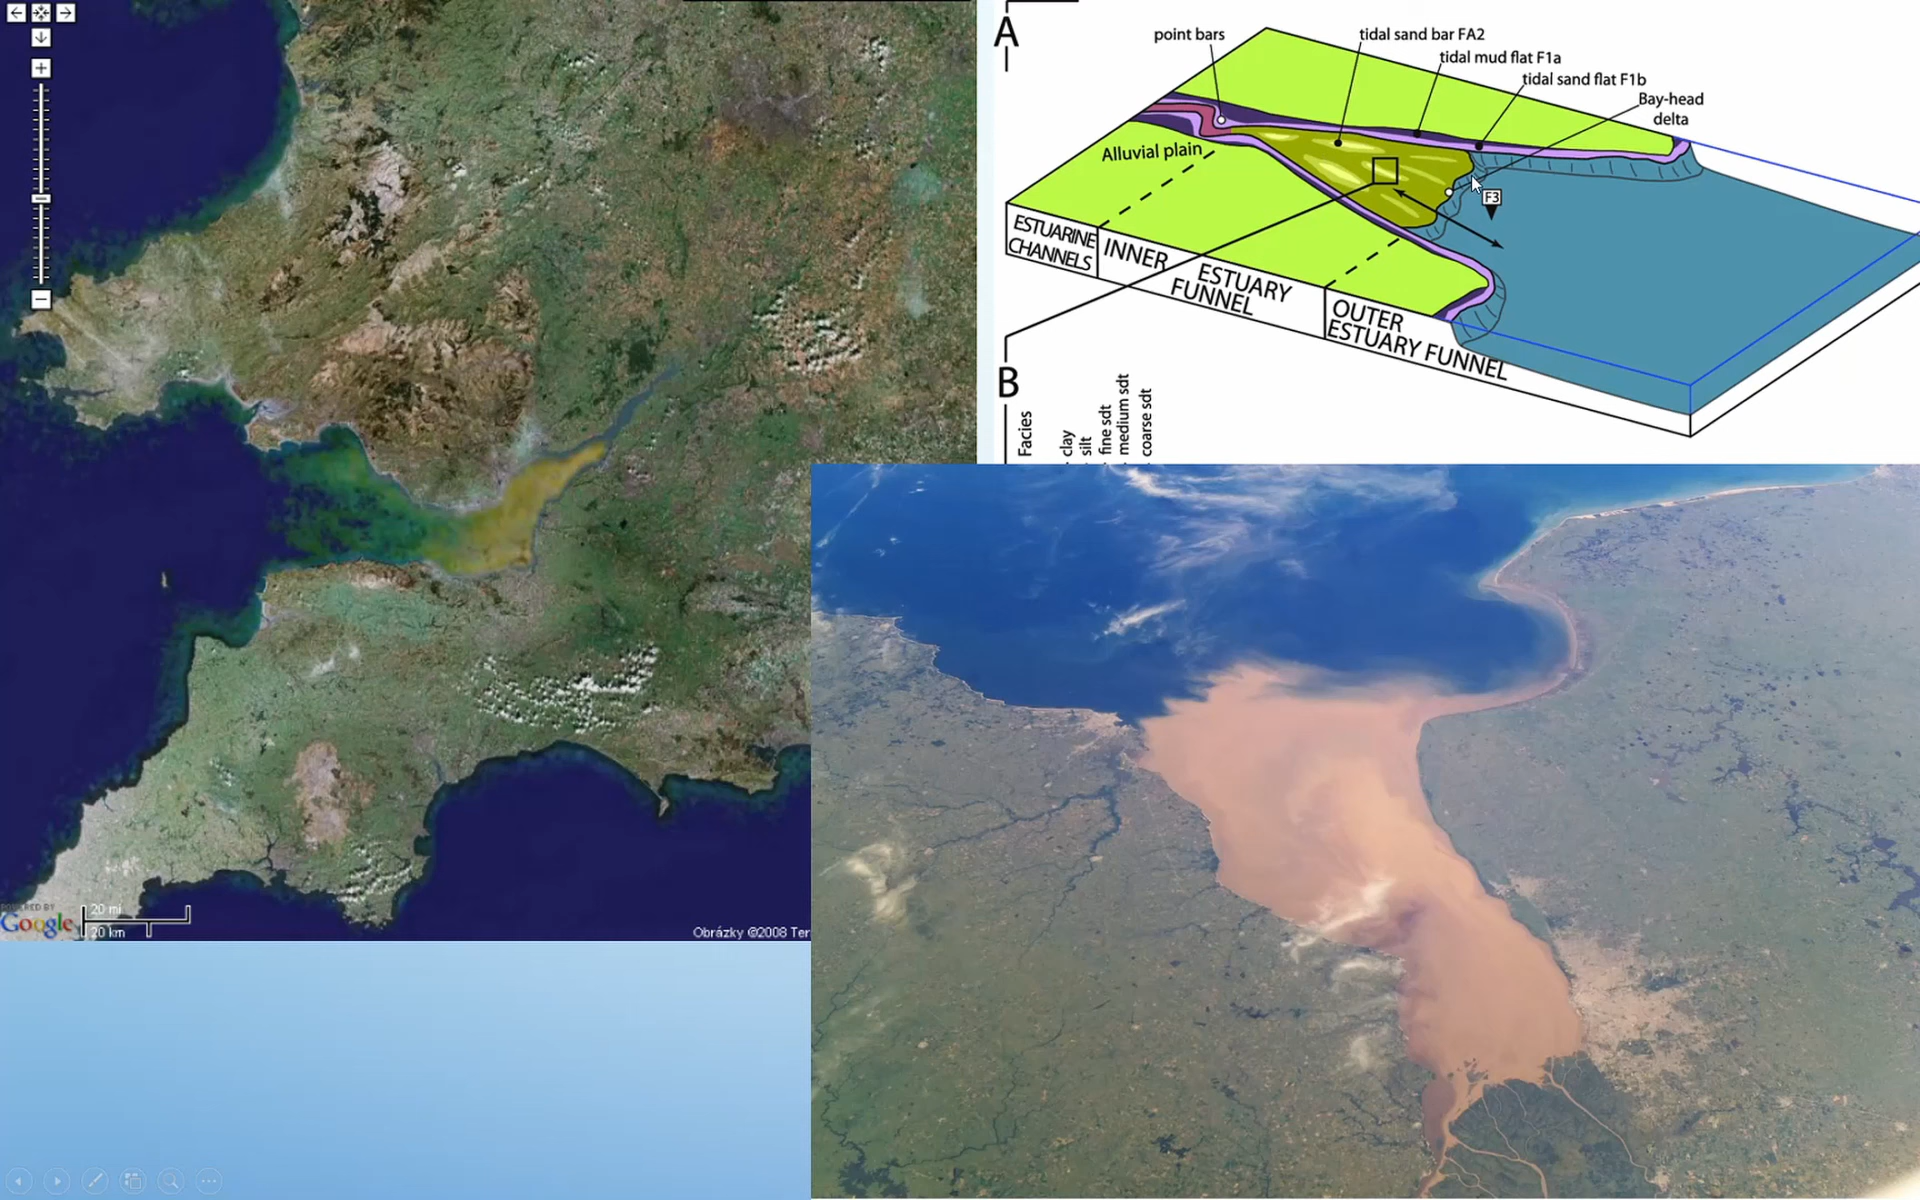 A
point bars
tidal sand bar FA2
tidal mud flat F1a
tidal sand flat F1b
Bay-head
delta
Alluvial plain
F3
ESTUARINE
CHANNELS
INNER ESTUARY
FUNNEL
OUTER
ESTUARY FUNNEL
B
Facies
clay
silt
fine sdt
medium sdt
coarse sdt
POWERED BY
Google
20 mi
20 km
Obrázky ©2008 Ter